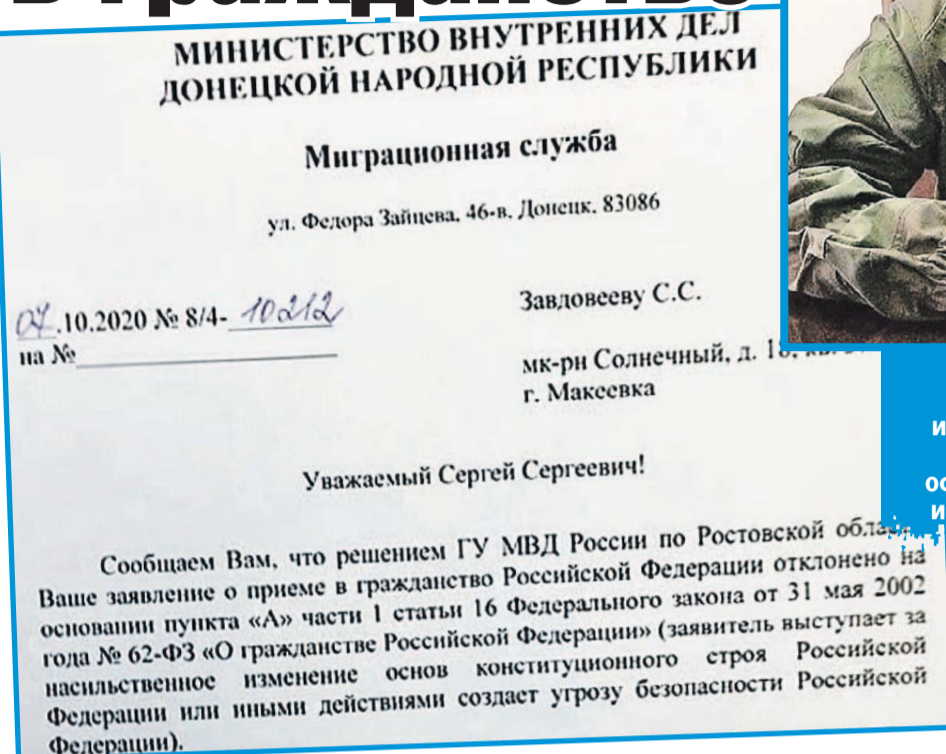 в гражданстве
МИНИСТЕРСТВО ВНУТРЕННИХ ДЕЛ
ДОНЕЦКОЙ НАРОДНОЙ РЕСПУБЛИКИ
Миграционная служба
ул. Федора Зайцева, 46-в, Донецк, 83086
07.10.2020 № 8/4- 10212
на №
Завдовееву С.С.
мк-рн Солнечный, д. 18,
г. Макеевка
Уважаемый Сергей Сергеевич!
Сообщаем Вам, что решением ГУ МВД России по Ростовской
Ваше заявление о приеме в гражданство Российской Федерации отклонено на
основании пункта «А» части 1 статьи 16 Федерального закона от 31 мая 2002
года № 62-ФЗ «О гражданстве Российской Федерации» (заявитель выступает за
насильственное изменение основ конституционного строя Российской
Федерации или иными действиями создает угрозу безопасности Российской
Федерации).